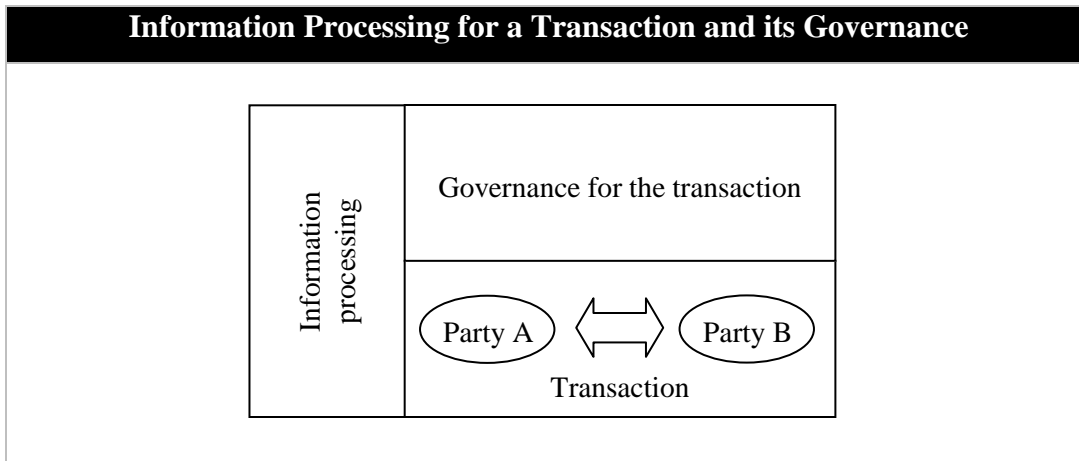 Information Processing for a Transaction and its Governance
Information
processing
Governance for the transaction
Party A
Party B
Transaction